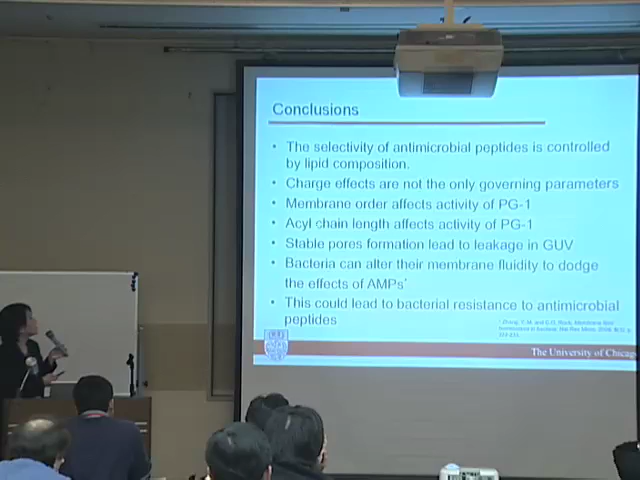 Conclusions
• The selectivity of antimicrobial peptides is controlled
by lipid composition.
• Charge effects are not the only governing parameters
• Membrane order affects activity of PG-1
• Acyl chain length affects activity of PG-1
• Stable pores formation lead to leakage in GUV
• Bacteria can alter their membrane fluidity to dodge
the effects of AMPs*
• This could lead to bacterial resistance to antimicrobial
peptides
The University of Chicago